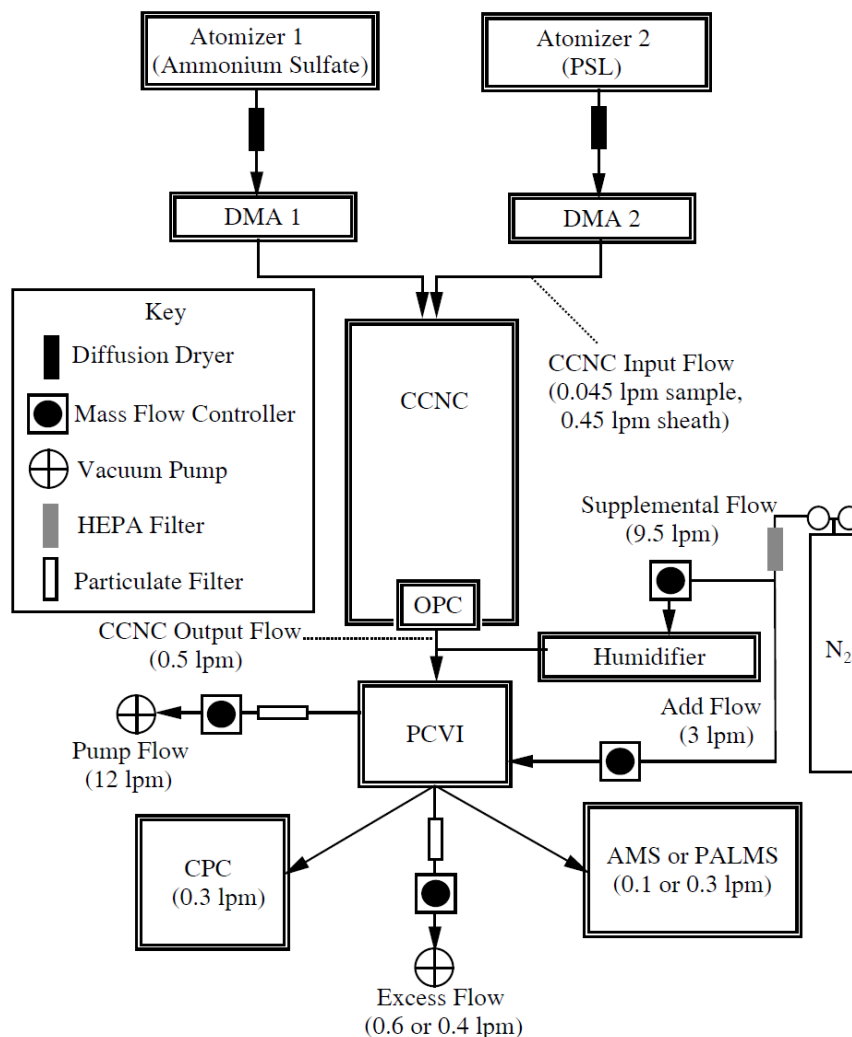 Atomizer 1
(Ammonium Sulfate)
Atomizer 2
(PSL)
DMA 1
DMA 2
Key
Diffusion Dryer
Mass Flow Controller
Vacuum Pump
HEPA Filter
Particulate Filter
CCNC
CCNC Input Flow
(0.045 lpm sample,
0.45 lpm sheath)
Supplemental Flow
(9.5 lpm)
OPC
CCNC Output Flow
(0.5 lpm)
Humidifier
N2
PCVI
Add Flow
(3 lpm)
Pump Flow
(12 lpm)
CPC
(0.3 lpm)
AMS or PALMS
(0.1 or 0.3 lpm)
Excess Flow
(0.6 or 0.4 lpm)